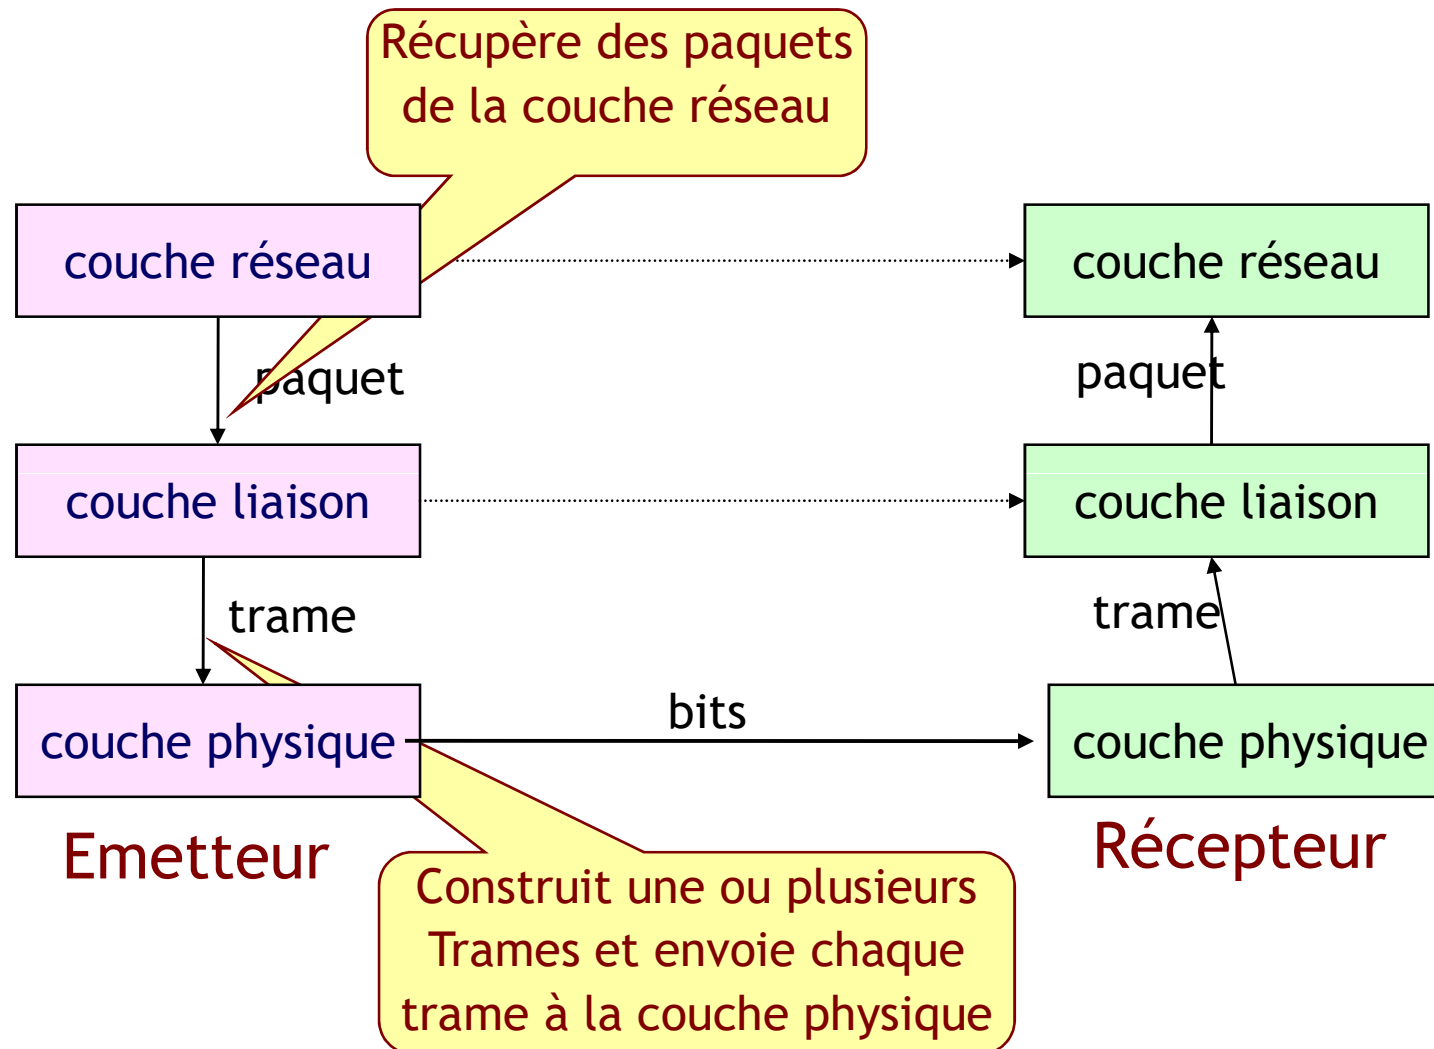 Récupère des paquets
de la couche réseau
couche réseau
couche réseau
paquet
paquet
couche liaison
couche liaison
trame
trame
couche physique
bits
couche physique
Emetteur
Récepteur
Construit une ou plusieurs
Trames et envoie chaque
trame à la couche physique